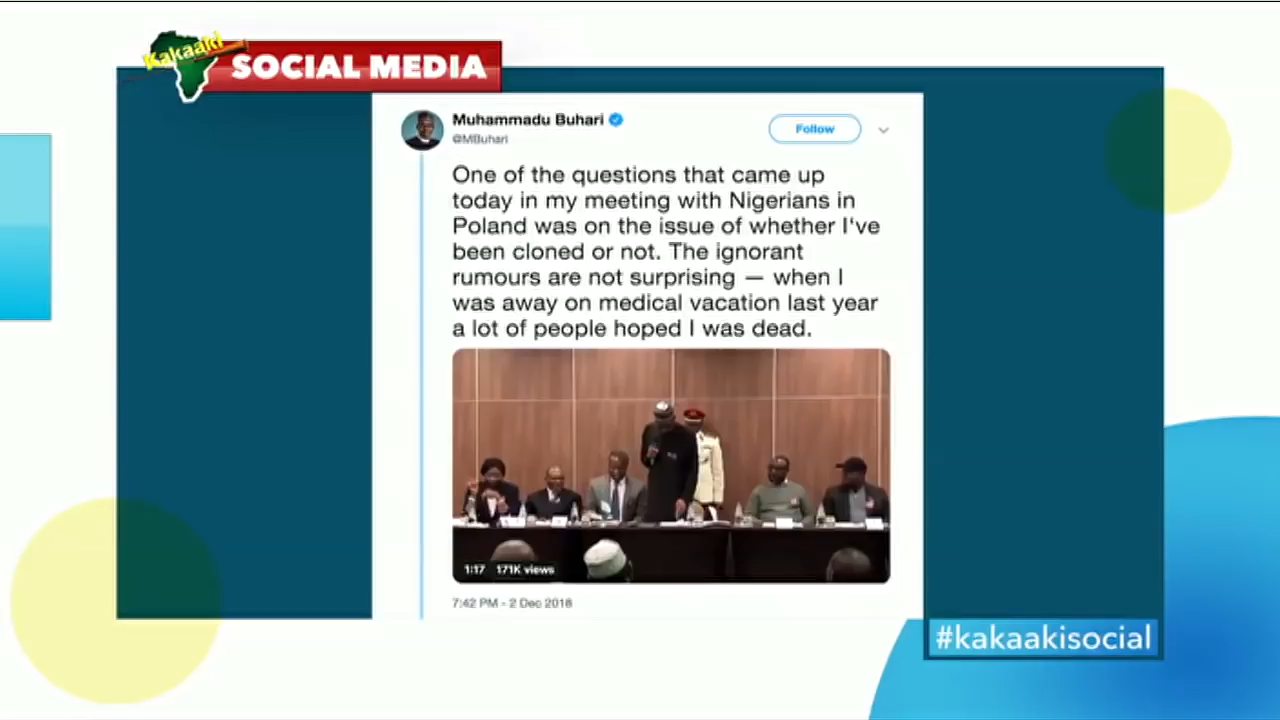 Kakaaki
SOCIAL MEDIA
Muhammadu Buhari
@MBuhari
Follow
One of the questions that came up
today in my meeting with Nigerians in
Poland was on the issue of whether I've
been cloned or not. The ignorant
rumours are not surprising — when I
was away on medical vacation last year
a lot of people hoped I was dead.
1:17 171K views
7:42 PM - 2 Dec 2018
#kakaakisocial